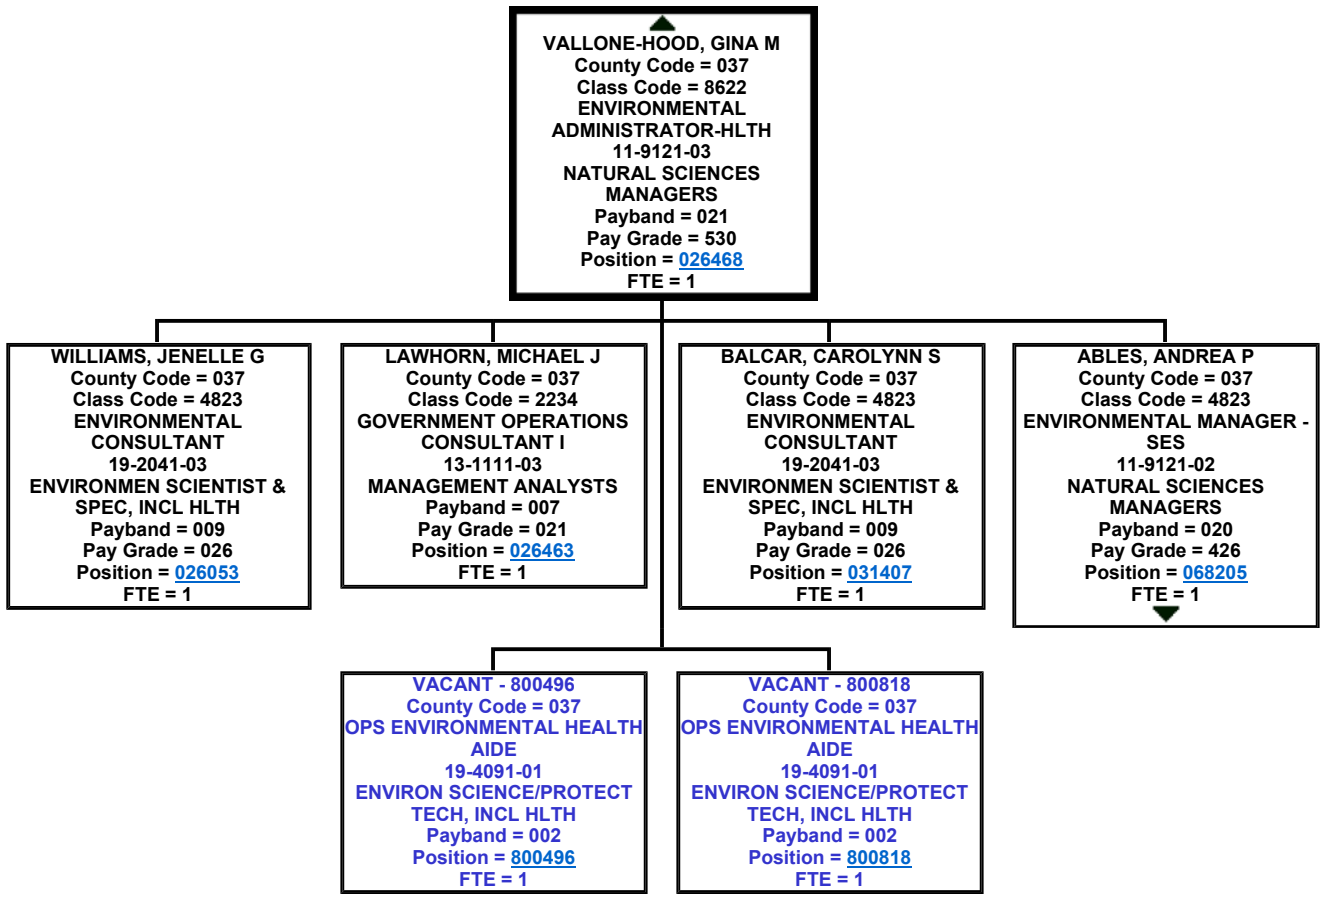 VALLONE-HOOD, GINA M
County Code = 037
Class Code = 8622
ENVIRONMENTAL
ADMINISTRATOR-HLTH
11-9121-03
NATURAL SCIENCES
MANAGERS
Payband = 021
Pay Grade = 530
Position = 026468
FTE = 1
WILLIAMS, JENELLE G
County Code = 037
Class Code = 4823
ENVIRONMENTAL
CONSULTANT
19-2041-03
ENVIRONMEN SCIENTIST &
SPEC, INCL HLTH
Payband = 009
Pay Grade = 026
Position = 026053
FTE = 1
LAWHORN, MICHAEL J
County Code = 037
Class Code = 2234
GOVERNMENT OPERATIONS
CONSULTANT I
13-1111-03
MANAGEMENT ANALYSTS
Payband = 007
Pay Grade = 021
Position = 026463
FTE = 1
BALCAR, CAROLYNN S
County Code = 037
Class Code = 4823
ENVIRONMENTAL
CONSULTANT
19-2041-03
ENVIRONMEN SCIENTIST &
SPEC, INCL HLTH
Payband = 009
Pay Grade = 026
Position = 031407
FTE = 1
ABLES, ANDREA P
County Code = 037
Class Code = 4823
ENVIRONMENTAL MANAGER -
SES
11-9121-02
NATURAL SCIENCES
MANAGERS
Payband = 020
Pay Grade = 426
Position = 068205
FTE = 1
VACANT - 800496
County Code = 037
OPS ENVIRONMENTAL HEALTH
AIDE
19-4091-01
ENVIRON SCIENCE/PROTECT
TECH, INCL HLTH
Payband = 002
Position = 800496
FTE = 1
VACANT - 800818
County Code = 037
OPS ENVIRONMENTAL HEALTH
AIDE
19-4091-01
ENVIRON SCIENCE/PROTECT
TECH, INCL HLTH
Payband = 002
Position = 800818
FTE = 1